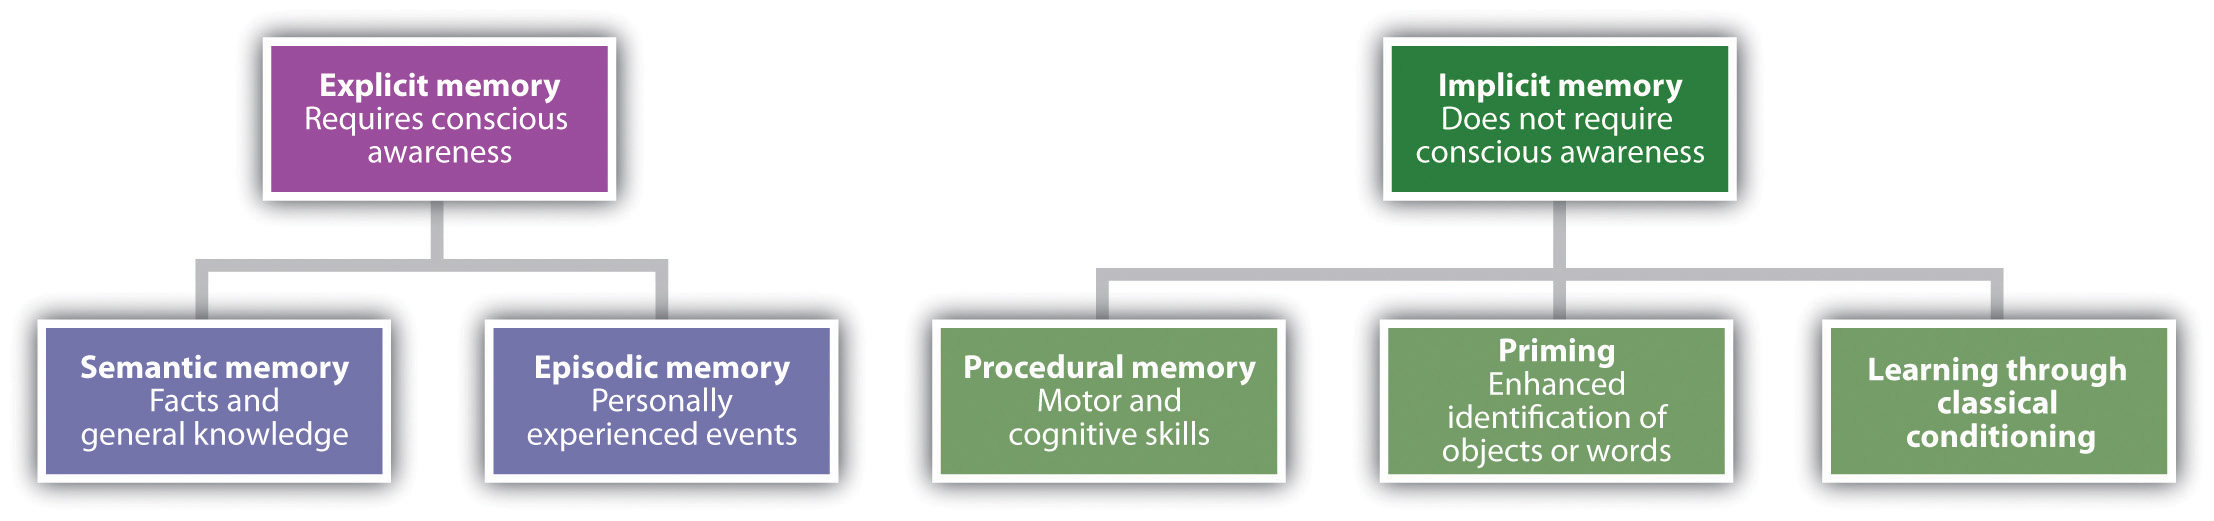 Explicit memory
Requires conscious
awareness
Implicit memory
Does not require
conscious awareness
Semantic memory
Facts and
general knowledge
Episodic memory
Personally
experienced events
Procedural memory
Motor and
cognitive skills
Priming
Enhanced
identification of
objects or words
Learning through
classical
conditioning